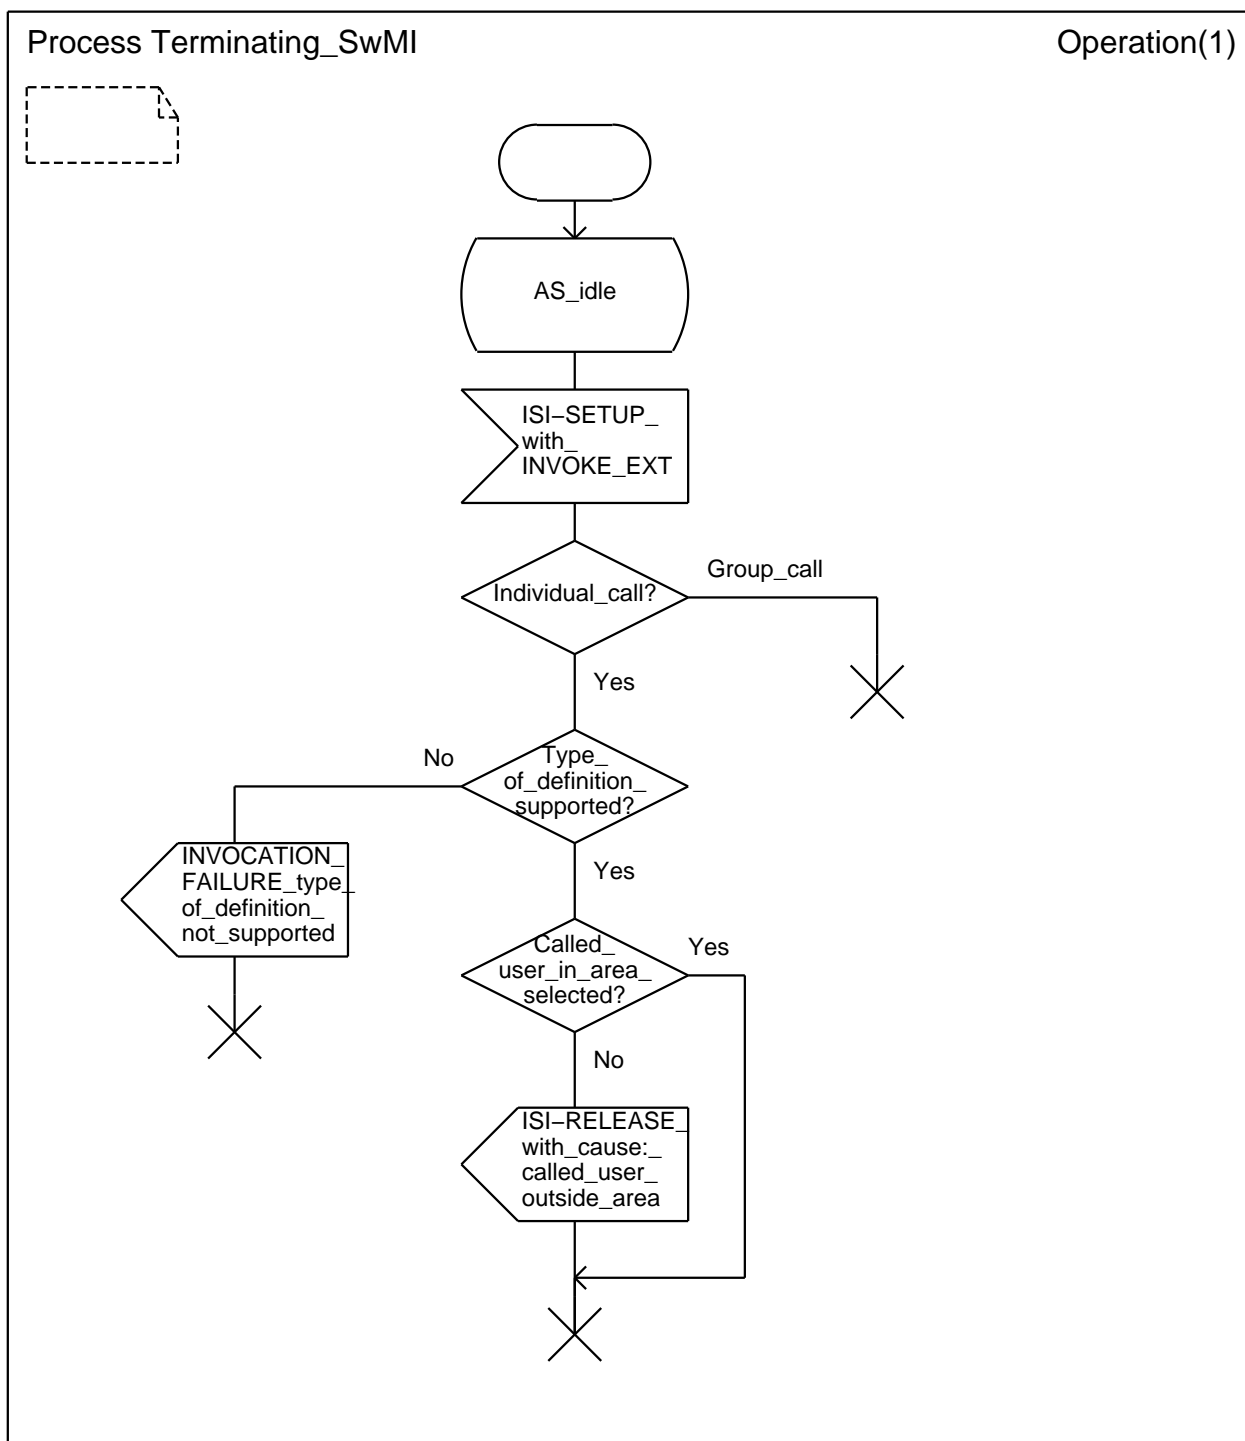 Process Terminating_SwMI
Operation(1)
AS_idle
ISI−SETUP_
with_
INVOKE_EXT
Individual_call?
Group_call
Yes
Type_
of_definition_
supported?
No
INVOCATION_
FAILURE_type_
of_definition_
not_supported
Yes
Called_
user_in_area_
selected?
Yes
No
ISI−RELEASE_
with_cause:_
called_user_
outside_area